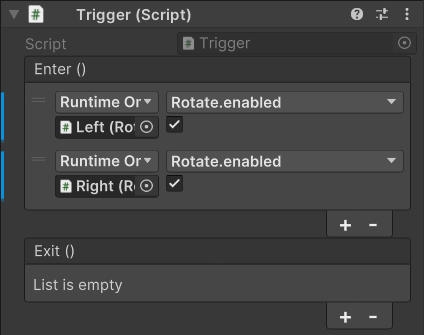 Trigger (Script)
Script Trigger
Enter ()
Runtime Or Rotate.enabled
Left (Rot
Runtime Or Rotate.enabled
Right (Ro
Exit ()
List is empty